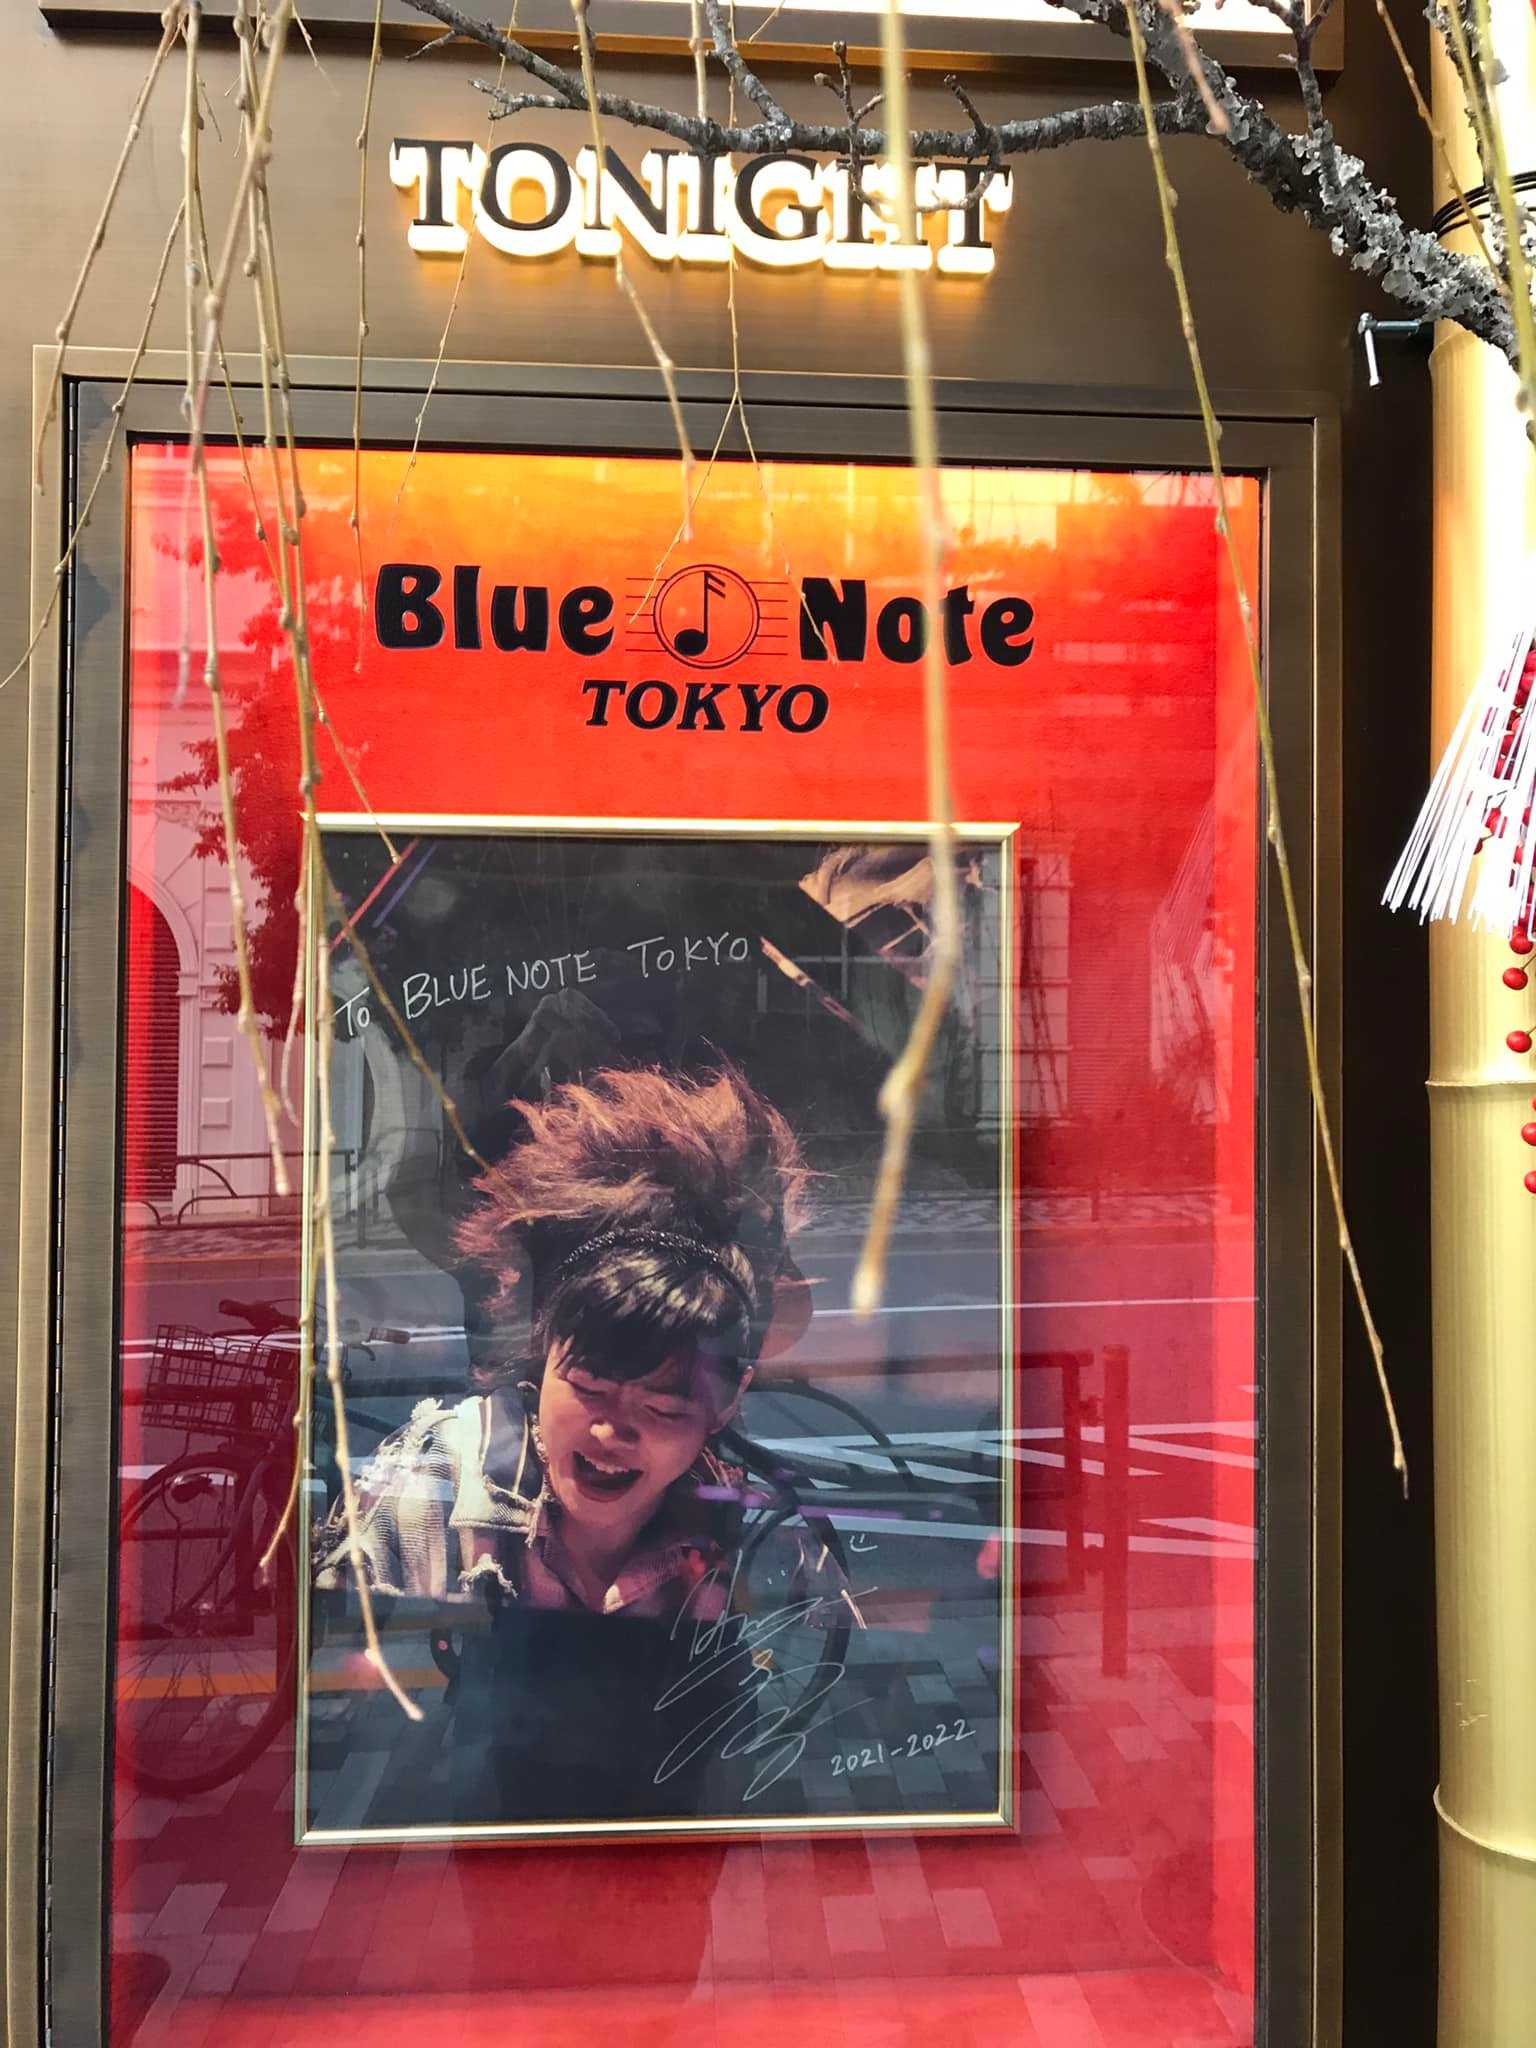 TONIGHT
Blue Note
TOKYO
To BLUE NOTE TOKYO
2021-2022